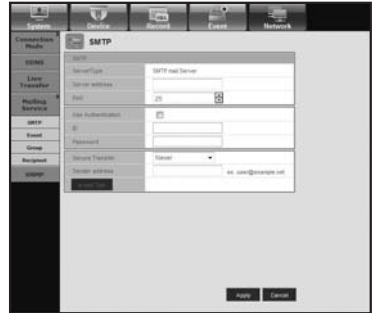 System Device Record Event Network
Connection Mode
DDNS
Live Transfer
Mailing Service
SMTP
Event
Group
Recipient
SNMP
SMTP
SMTP
ServerType SMTP mail Server
Server address
Port 25
Use Authentication
ID
Password
Secure Transfer Never
Sender address ex. user@example.net
Apply Cancel